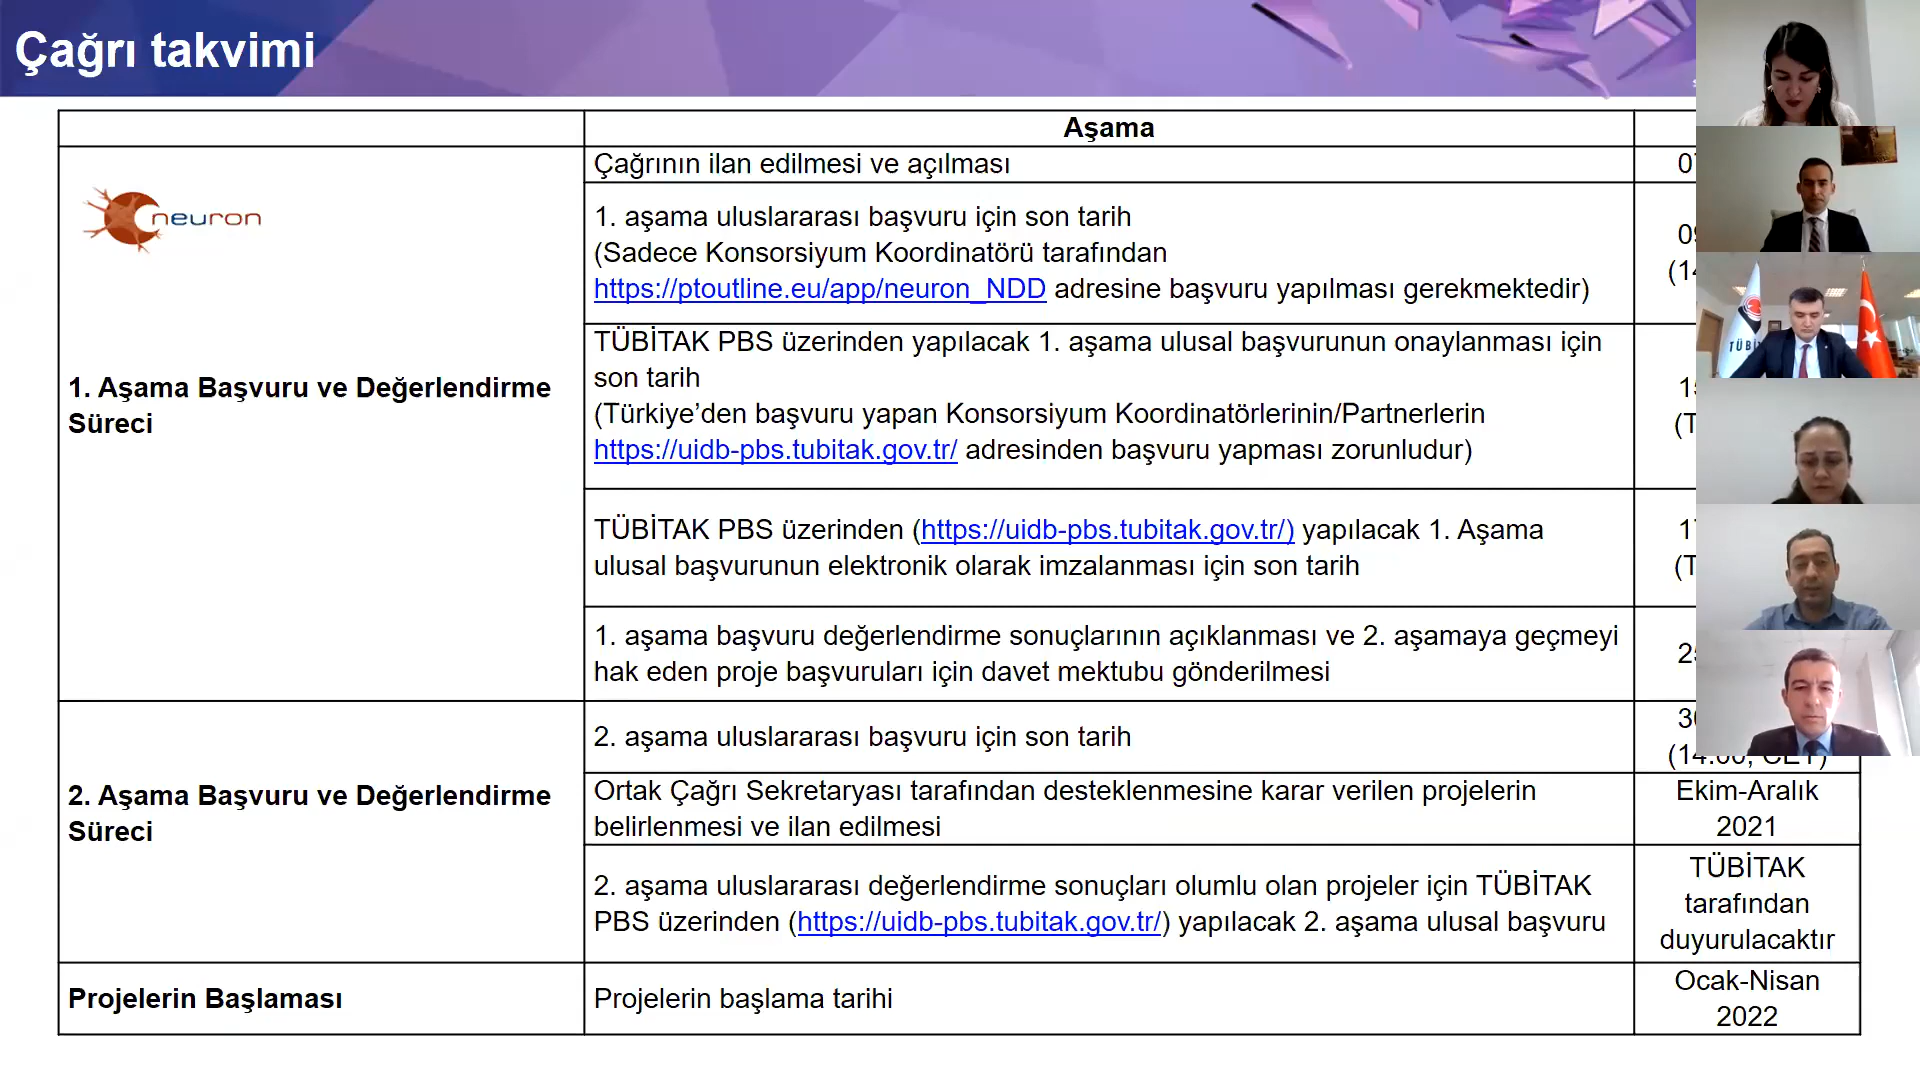 Çağrı takvimi
Aşama
neuron
1. Aşama Başvuru ve Değerlendirme
Süreci
Çağrının ilan edilmesi ve açılması
1. aşama uluslararası başvuru için son tarih
(Sadece Konsorsiyum Koordinatörü tarafından
https://ptoutline.eu/app/neuron_NDD adresine başvuru yapılması gerekmektedir)
TÜBİTAK PBS üzerinden yapılacak 1. aşama ulusal başvurunun onaylanması için
son tarih
(Türkiye’den başvuru yapan Konsorsiyum Koordinatörlerinin/Partnerlerin
https://uidb-pbs.tubitak.gov.tr/ adresinden başvuru yapması zorunludur)
TÜBİTAK PBS üzerinden (https://uidb-pbs.tubitak.gov.tr/) yapılacak 1. Aşama
ulusal başvurunun elektronik olarak imzalanması için son tarih
1. aşama başvuru değerlendirme sonuçlarının açıklanması ve 2. aşamaya geçmeyi
hak eden proje başvuruları için davet mektubu gönderilmesi
2. Aşama Başvuru ve Değerlendirme
Süreci
2. aşama uluslararası başvuru için son tarih
(14:00, CET)
Ortak Çağrı Sekretaryası tarafından desteklenmesine karar verilen projelerin
belirlenmesi ve ilan edilmesi
Ekim-Aralık
2021
2. aşama uluslararası değerlendirme sonuçları olumlu olan projeler için TÜBİTAK
PBS üzerinden (https://uidb-pbs.tubitak.gov.tr/) yapılacak 2. aşama ulusal başvuru
TÜBİTAK
tarafından
duyurulacaktır
Projelerin Başlaması
Projelerin başlama tarihi
Ocak-Nisan
2022